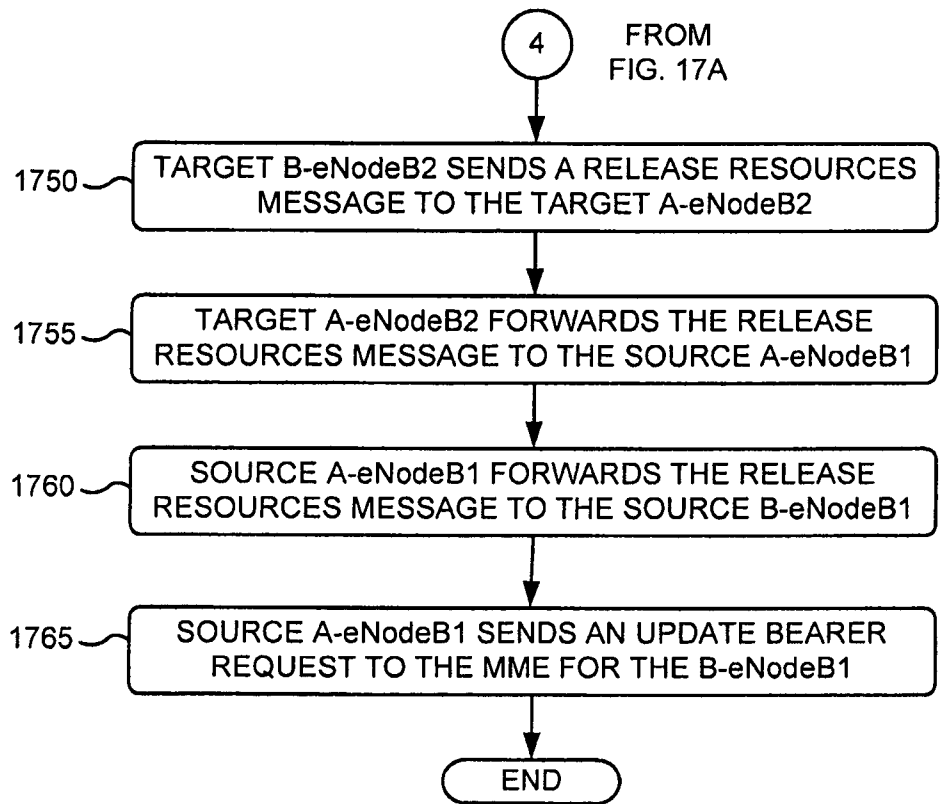 4
FROM
FIG. 17A
1750
TARGET B-eNodeB2 SENDS A RELEASE RESOURCES
MESSAGE TO THE TARGET A-eNodeB2
1755
TARGET A-eNodeB2 FORWARDS THE RELEASE
RESOURCES MESSAGE TO THE SOURCE A-eNodeB1
1760
SOURCE A-eNodeB1 FORWARDS THE RELEASE
RESOURCES MESSAGE TO THE SOURCE B-eNodeB1
1765
SOURCE A-eNodeB1 SENDS AN UPDATE BEARER
REQUEST TO THE MME FOR THE B-eNodeB1
END